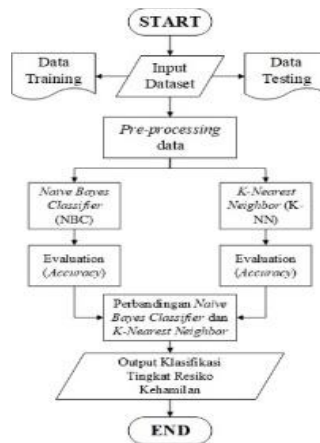 START
Data
Training
Input
Dataset
Data
Testing
Pre-processing
data
Naive Bayes
Classifier
(NBC)
K-Nearest
Neighbor (K-
NN)
Evaluation
(Accuracy)
Evaluation
(Accuracy)
Perbandingan Naive
Bayes Classifier dan
K-Nearest Neighbor
Output Klasifikasi
Tingkat Resiko
Kehamilan
END